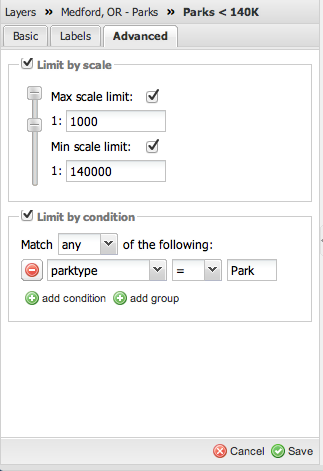 Layers » Medford, OR - Parks » Parks < 140K
Basic Labels Advanced
Limit by scale
Max scale limit:
1: 1000
Min scale limit:
1: 140000
Limit by condition
Match any of the following:
parktype = Park
add condition add group
Cancel Save